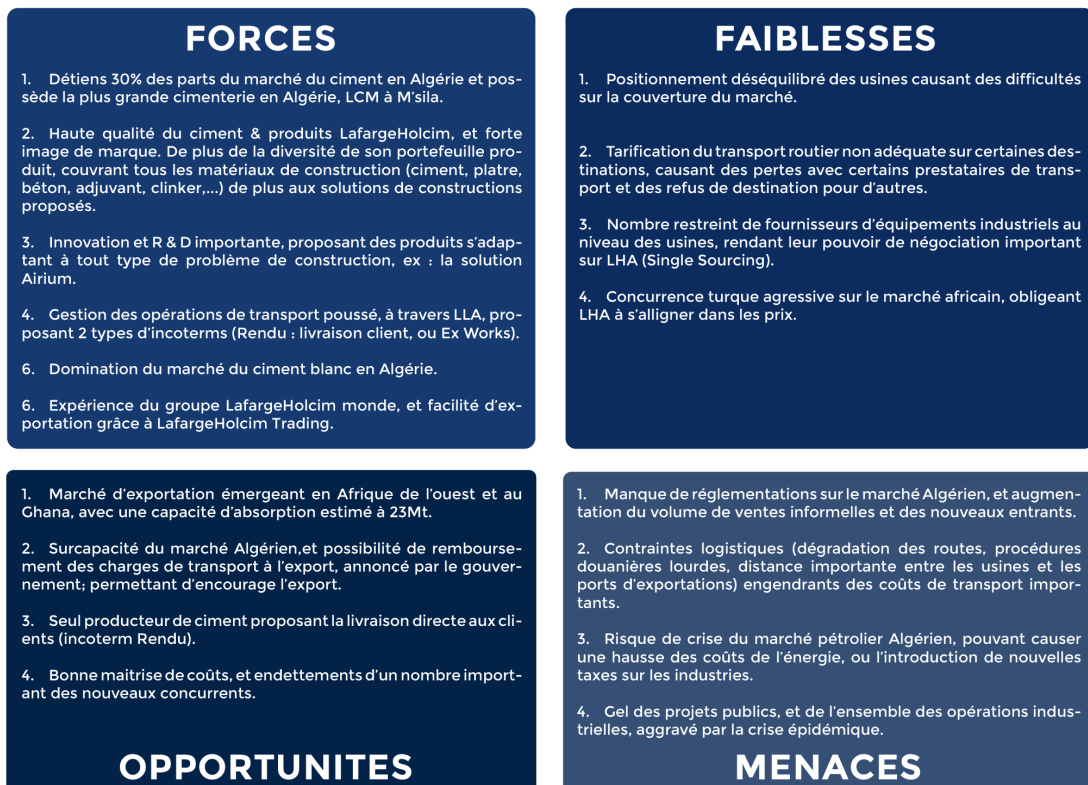 FORCES
1. Détiens 30% des parts du marché du ciment en Algérie et pos-
sède la plus grande cimenterie en Algérie, LCM à M'sila.
2. Haute qualité du ciment & produits LafargeHolcim, et forte
image de marque. De plus de la diversité de son portefeuille pro-
duit, couvrant tous les matériaux de construction (ciment, platre,
béton, adjuvant, clinker,...) de plus aux solutions de constructions
proposés.
3. Innovation et R & D importante, proposant des produits s'adap-
tant à tout type de problème de construction, ex : la solution
Airium.
4. Gestion des opérations de transport poussé, à travers LLA, pro-
posant 2 types d'incoterms (Rendu : livraison client, ou Ex Works).
6. Domination du marché du ciment blanc en Algérie.
6. Expérience du groupe LafargeHolcim monde, et facilité d'ex-
portation grâce à LafargeHolcim Trading.
FAIBLESSES
1. Positionnement déséquilibré des usines causant des difficultés
sur la couverture du marché.
2. Tarification du transport routier non adéquate sur certaines des-
tinations, causant des pertes avec certains prestataires de trans-
port et des refus de destination pour d'autres.
3. Nombre restreint de fournisseurs d'équipements industriels au
niveau des usines, rendant leur pouvoir de négociation important
sur LHA (Single Sourcing).
4. Concurrence turque agressive sur le marché africain, obligeant
LHA à s'alligner dans les prix.
1. Marché d'exportation émergeant en Afrique de l'ouest et au
Ghana, avec une capacité d'absorption estimé à 23Mt.
2. Surcapacité du marché Algérien,et possibilité de rembourse-
ment des charges de transport à l'export, annoncé par le gouver-
nement; permettant d'encourage l'export.
3. Seul producteur de ciment proposant la livraison directe aux cli-
ents (incoterm Rendu).
4. Bonne maitrise de coûts, et endettements d'un nombre import-
ant des nouveaux concurrents.
OPPORTUNITES
1. Manque de réglementations sur le marché Algérien, et augmen-
tation du volume de ventes informelles et des nouveaux entrants.
2. Contraintes logistiques (dégradation des routes, procédures
douanières lourdes, distance importante entre les usines et les
ports d'exportations) engendrants des coûts de transport impor-
tants.
3. Risque de crise du marché pétrolier Algérien, pouvant causer
une hausse des coûts de l'énergie, ou l'introduction de nouvelles
taxes sur les industries.
4. Gel des projets publics, et de l'ensemble des opérations indus-
trielles, aggravé par la crise épidémique.
MENACES